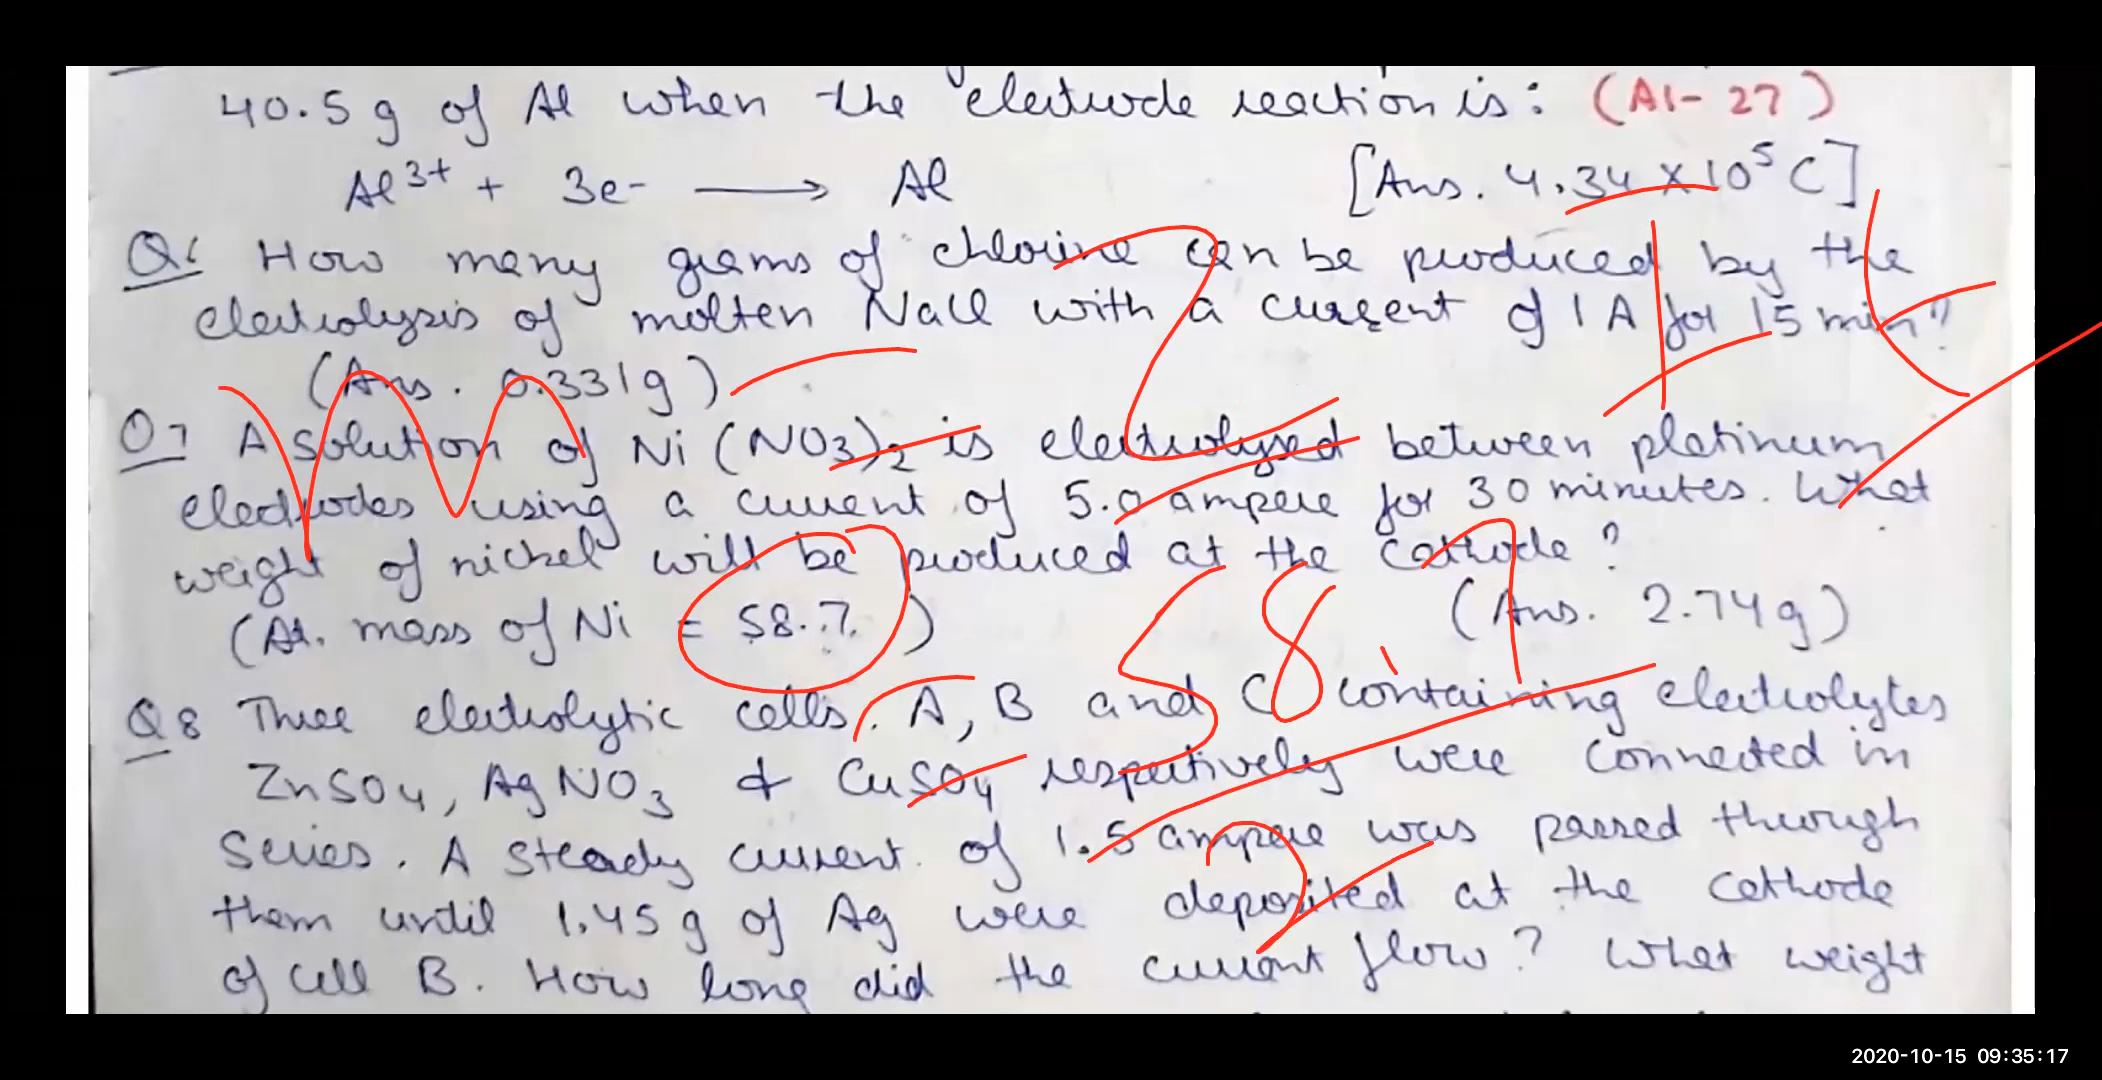 40.5 g of Al when the electrode reaction is: (Al- 27)
Al3+ + 3e- ⟶ Al [Ans. 4.34 ×10⁵ C]
Q6 How many grams of chlorine can be produced by the
electrolysis of molten NaCl with a current of 1 A for 15 min?
(Ans. 0.331g)
Q7 A solution of Ni(NO3)2 is electrolyzed between platinum
electrodes using a current of 5.0 ampere for 30 minutes. What
weight of nickel will be produced at the cathode?
(At. mass of Ni = 58.7) (Ans. 2.74g)
58.7
2
Q8 Three electrolytic cells. A, B and C containing electrolytes
ZnSO4, AgNO3 & CuSO4 respectively were connected in
Series. A steady current of 1.5 ampere was passed through
them until 1.45 g of Ag were deposited at the cathode
of cell B. How long did the current flow? What weight
2020-10-15 09:35:17